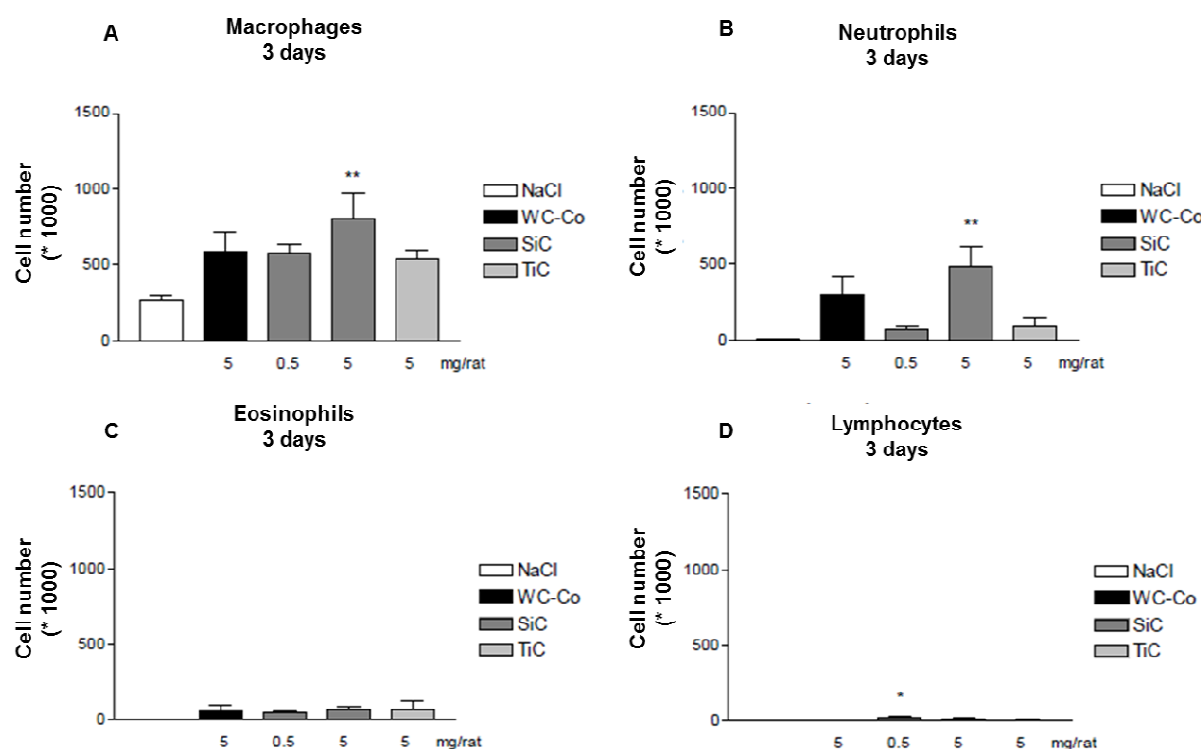 A
Macrophages
3 days
Cell number
(* 1000)
1500
1000
500
0
**
5 0.5 5 5 mg/rat
NaCl
WC-Co
SiC
TiC
B
Neutrophils
3 days
Cell number
(* 1000)
1500
1000
500
0
**
5 0.5 5 5 mg/rat
NaCl
WC-Co
SiC
TiC
C
Eosinophils
3 days
Cell number
(* 1000)
1500
1000
500
0
5 0.5 5 5 mg/rat
NaCl
WC-Co
SiC
TiC
D
Lymphocytes
3 days
Cell number
(* 1000)
1500
1000
500
0
*
5 0.5 5 5 mg/rat
NaCl
WC-Co
SiC
TiC